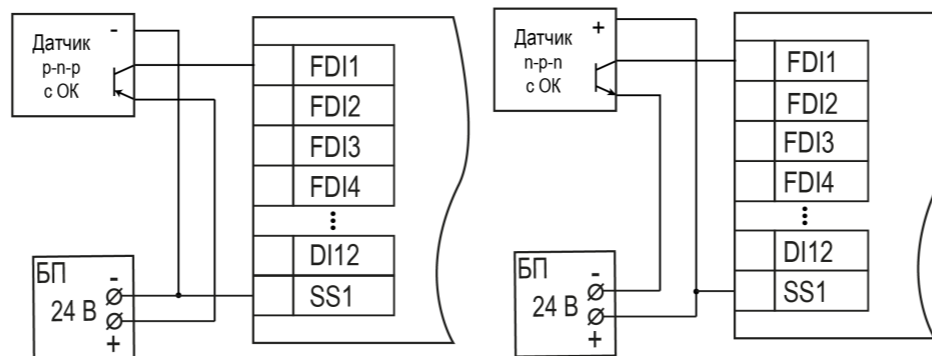 Датчик
p-n-p
с ОК
-
FDI1
FDI2
FDI3
FDI4
DI12
SS1
БП
24 В
-
+
Датчик
n-p-n
с ОК
+
FDI1
FDI2
FDI3
FDI4
DI12
SS1
БП
24 В
-
+